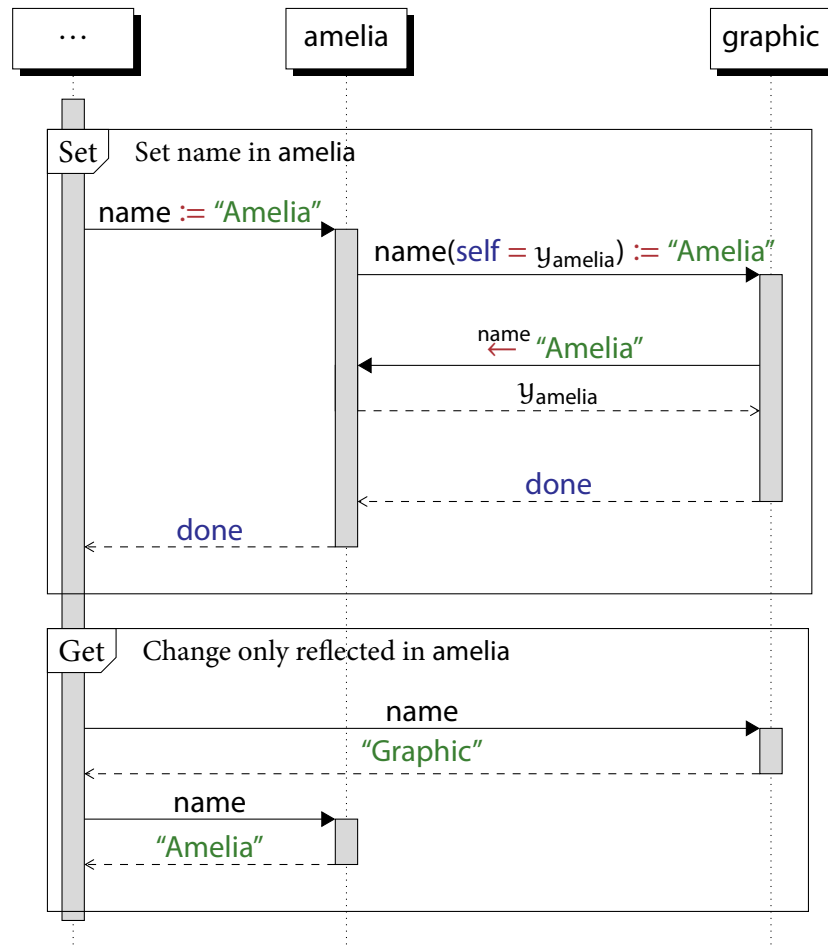 ...
amelia
graphic
Set Set name in amelia
name := “Amelia”
name(self = yamelia) := “Amelia”
name
← “Amelia”
yamelia
done
done
Get Change only reflected in amelia
name
“Graphic”
name
“Amelia”